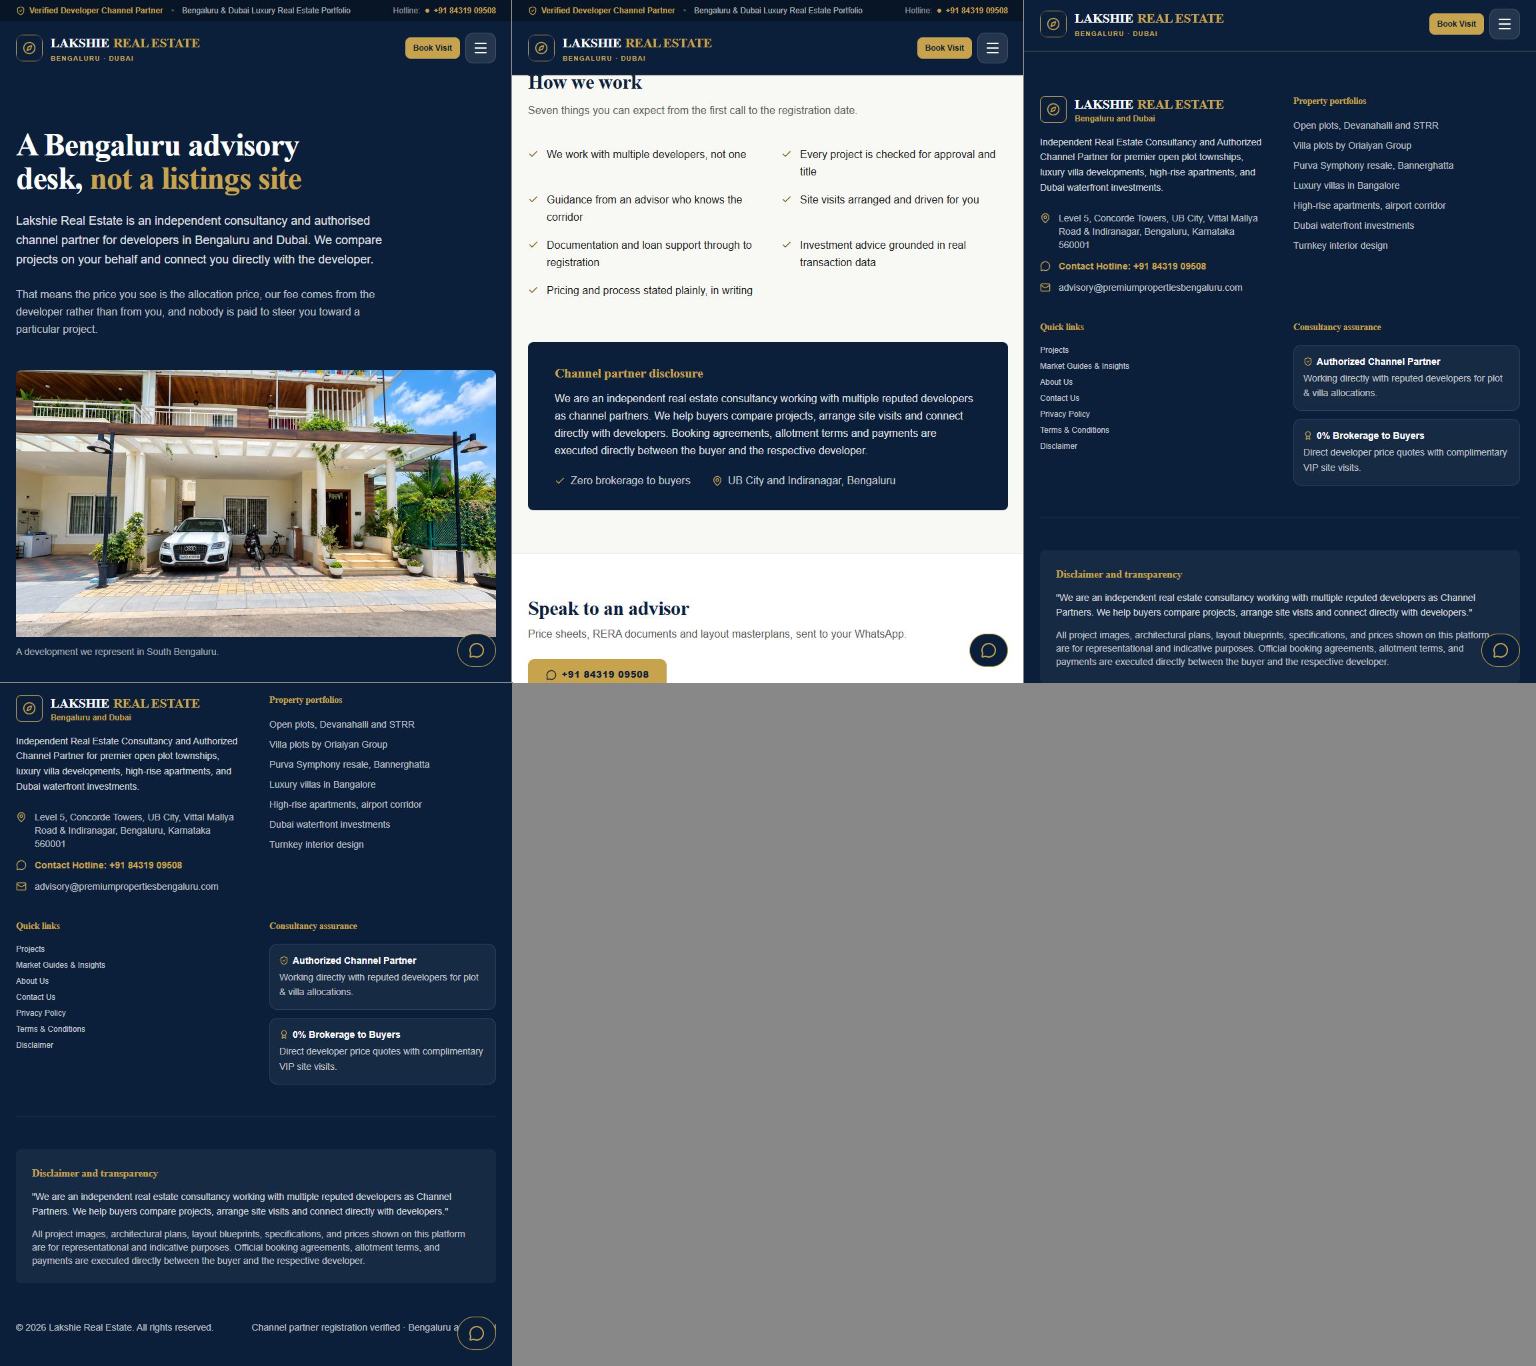 Verified Developer Channel Partner • Bengaluru & Dubai Luxury Real Estate Portfolio Hotline: +91 84319 09508
LAKSHIE REAL ESTATE
BENGALURU · DUBAI
Book Visit
A Bengaluru advisory
desk, not a listings site
Lakshie Real Estate is an independent consultancy and authorised
channel partner for developers in Bengaluru and Dubai. We compare
projects on your behalf and connect you directly with the developer.
That means the price you see is the allocation price, our fee comes from the
developer rather than from you, and nobody is paid to steer you toward a
particular project.
A development we represent in South Bengaluru.
Verified Developer Channel Partner • Bengaluru & Dubai Luxury Real Estate Portfolio Hotline: +91 84319 09508
LAKSHIE REAL ESTATE
BENGALURU · DUBAI
Book Visit
How we work
Seven things you can expect from the first call to the registration date.
We work with multiple developers, not one
Every project is checked for approval and
title
Guidance from an advisor who knows the
corridor
Site visits arranged and driven for you
Documentation and loan support through to
registration
Investment advice grounded in real
transaction data
Pricing and process stated plainly, in writing
Channel partner disclosure
We are an independent real estate consultancy working with multiple reputed developers
as channel partners. We help buyers compare projects, arrange site visits and connect
directly with developers. Booking agreements, allotment terms and payments are
executed directly between the buyer and the respective developer.
Zero brokerage to buyers UB City and Indiranagar, Bengaluru
Speak to an advisor
Price sheets, RERA documents and layout masterplans, sent to your WhatsApp.
+91 84319 09508
LAKSHIE REAL ESTATE
BENGALURU · DUBAI
Book Visit
LAKSHIE REAL ESTATE
Bengaluru and Dubai
Independent Real Estate Consultancy and Authorized
Channel Partner for premier open plot townships,
luxury villa developments, high-rise apartments, and
Dubai waterfront investments.
Level 5, Concorde Towers, UB City, Vittal Mallya
Road & Indiranagar, Bengaluru, Karnataka
560001
Contact Hotline: +91 84319 09508
advisory@premiumpropertiesbengaluru.com
Property portfolios
Open plots, Devanahalli and STRR
Villa plots by Orlaiyan Group
Purva Symphony resale, Bannerghatta
Luxury villas in Bangalore
High-rise apartments, airport corridor
Dubai waterfront investments
Turnkey interior design
Quick links
Projects
Market Guides & Insights
About Us
Contact Us
Privacy Policy
Terms & Conditions
Disclaimer
Consultancy assurance
Authorized Channel Partner
Working directly with reputed developers for plot
& villa allocations.
0% Brokerage to Buyers
Direct developer price quotes with complimentary
VIP site visits.
Disclaimer and transparency
"We are an independent real estate consultancy working with multiple reputed developers as Channel
Partners. We help buyers compare projects, arrange site visits and connect directly with developers."
All project images, architectural plans, layout blueprints, specifications, and prices shown on this platform
are for representational and indicative purposes. Official booking agreements, allotment terms, and
payments are executed directly between the buyer and the respective developer.
LAKSHIE REAL ESTATE
Bengaluru and Dubai
Independent Real Estate Consultancy and Authorized
Channel Partner for premier open plot townships,
luxury villa developments, high-rise apartments, and
Dubai waterfront investments.
Level 5, Concorde Towers, UB City, Vittal Mallya
Road & Indiranagar, Bengaluru, Karnataka
560001
Contact Hotline: +91 84319 09508
advisory@premiumpropertiesbengaluru.com
Property portfolios
Open plots, Devanahalli and STRR
Villa plots by Orlaiyan Group
Purva Symphony resale, Bannerghatta
Luxury villas in Bangalore
High-rise apartments, airport corridor
Dubai waterfront investments
Turnkey interior design
Quick links
Projects
Market Guides & Insights
About Us
Contact Us
Privacy Policy
Terms & Conditions
Disclaimer
Consultancy assurance
Authorized Channel Partner
Working directly with reputed developers for plot
& villa allocations.
0% Brokerage to Buyers
Direct developer price quotes with complimentary
VIP site visits.
Disclaimer and transparency
"We are an independent real estate consultancy working with multiple reputed developers as Channel
Partners. We help buyers compare projects, arrange site visits and connect directly with developers."
All project images, architectural plans, layout blueprints, specifications, and prices shown on this platform
are for representational and indicative purposes. Official booking agreements, allotment terms, and
payments are executed directly between the buyer and the respective developer.
© 2026 Lakshie Real Estate. All rights reserved. Channel partner registration verified · Bengaluru